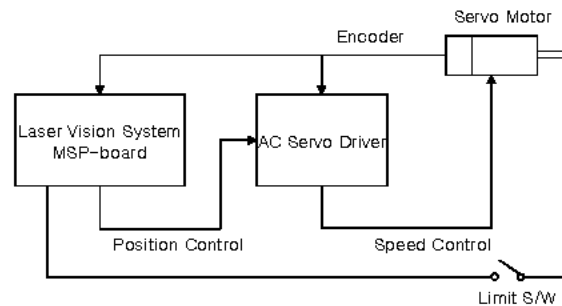 Servo Motor
Encoder
Laser Vision System
MSP-board
AC Servo Driver
Position Control
Speed Control
Limit S/W